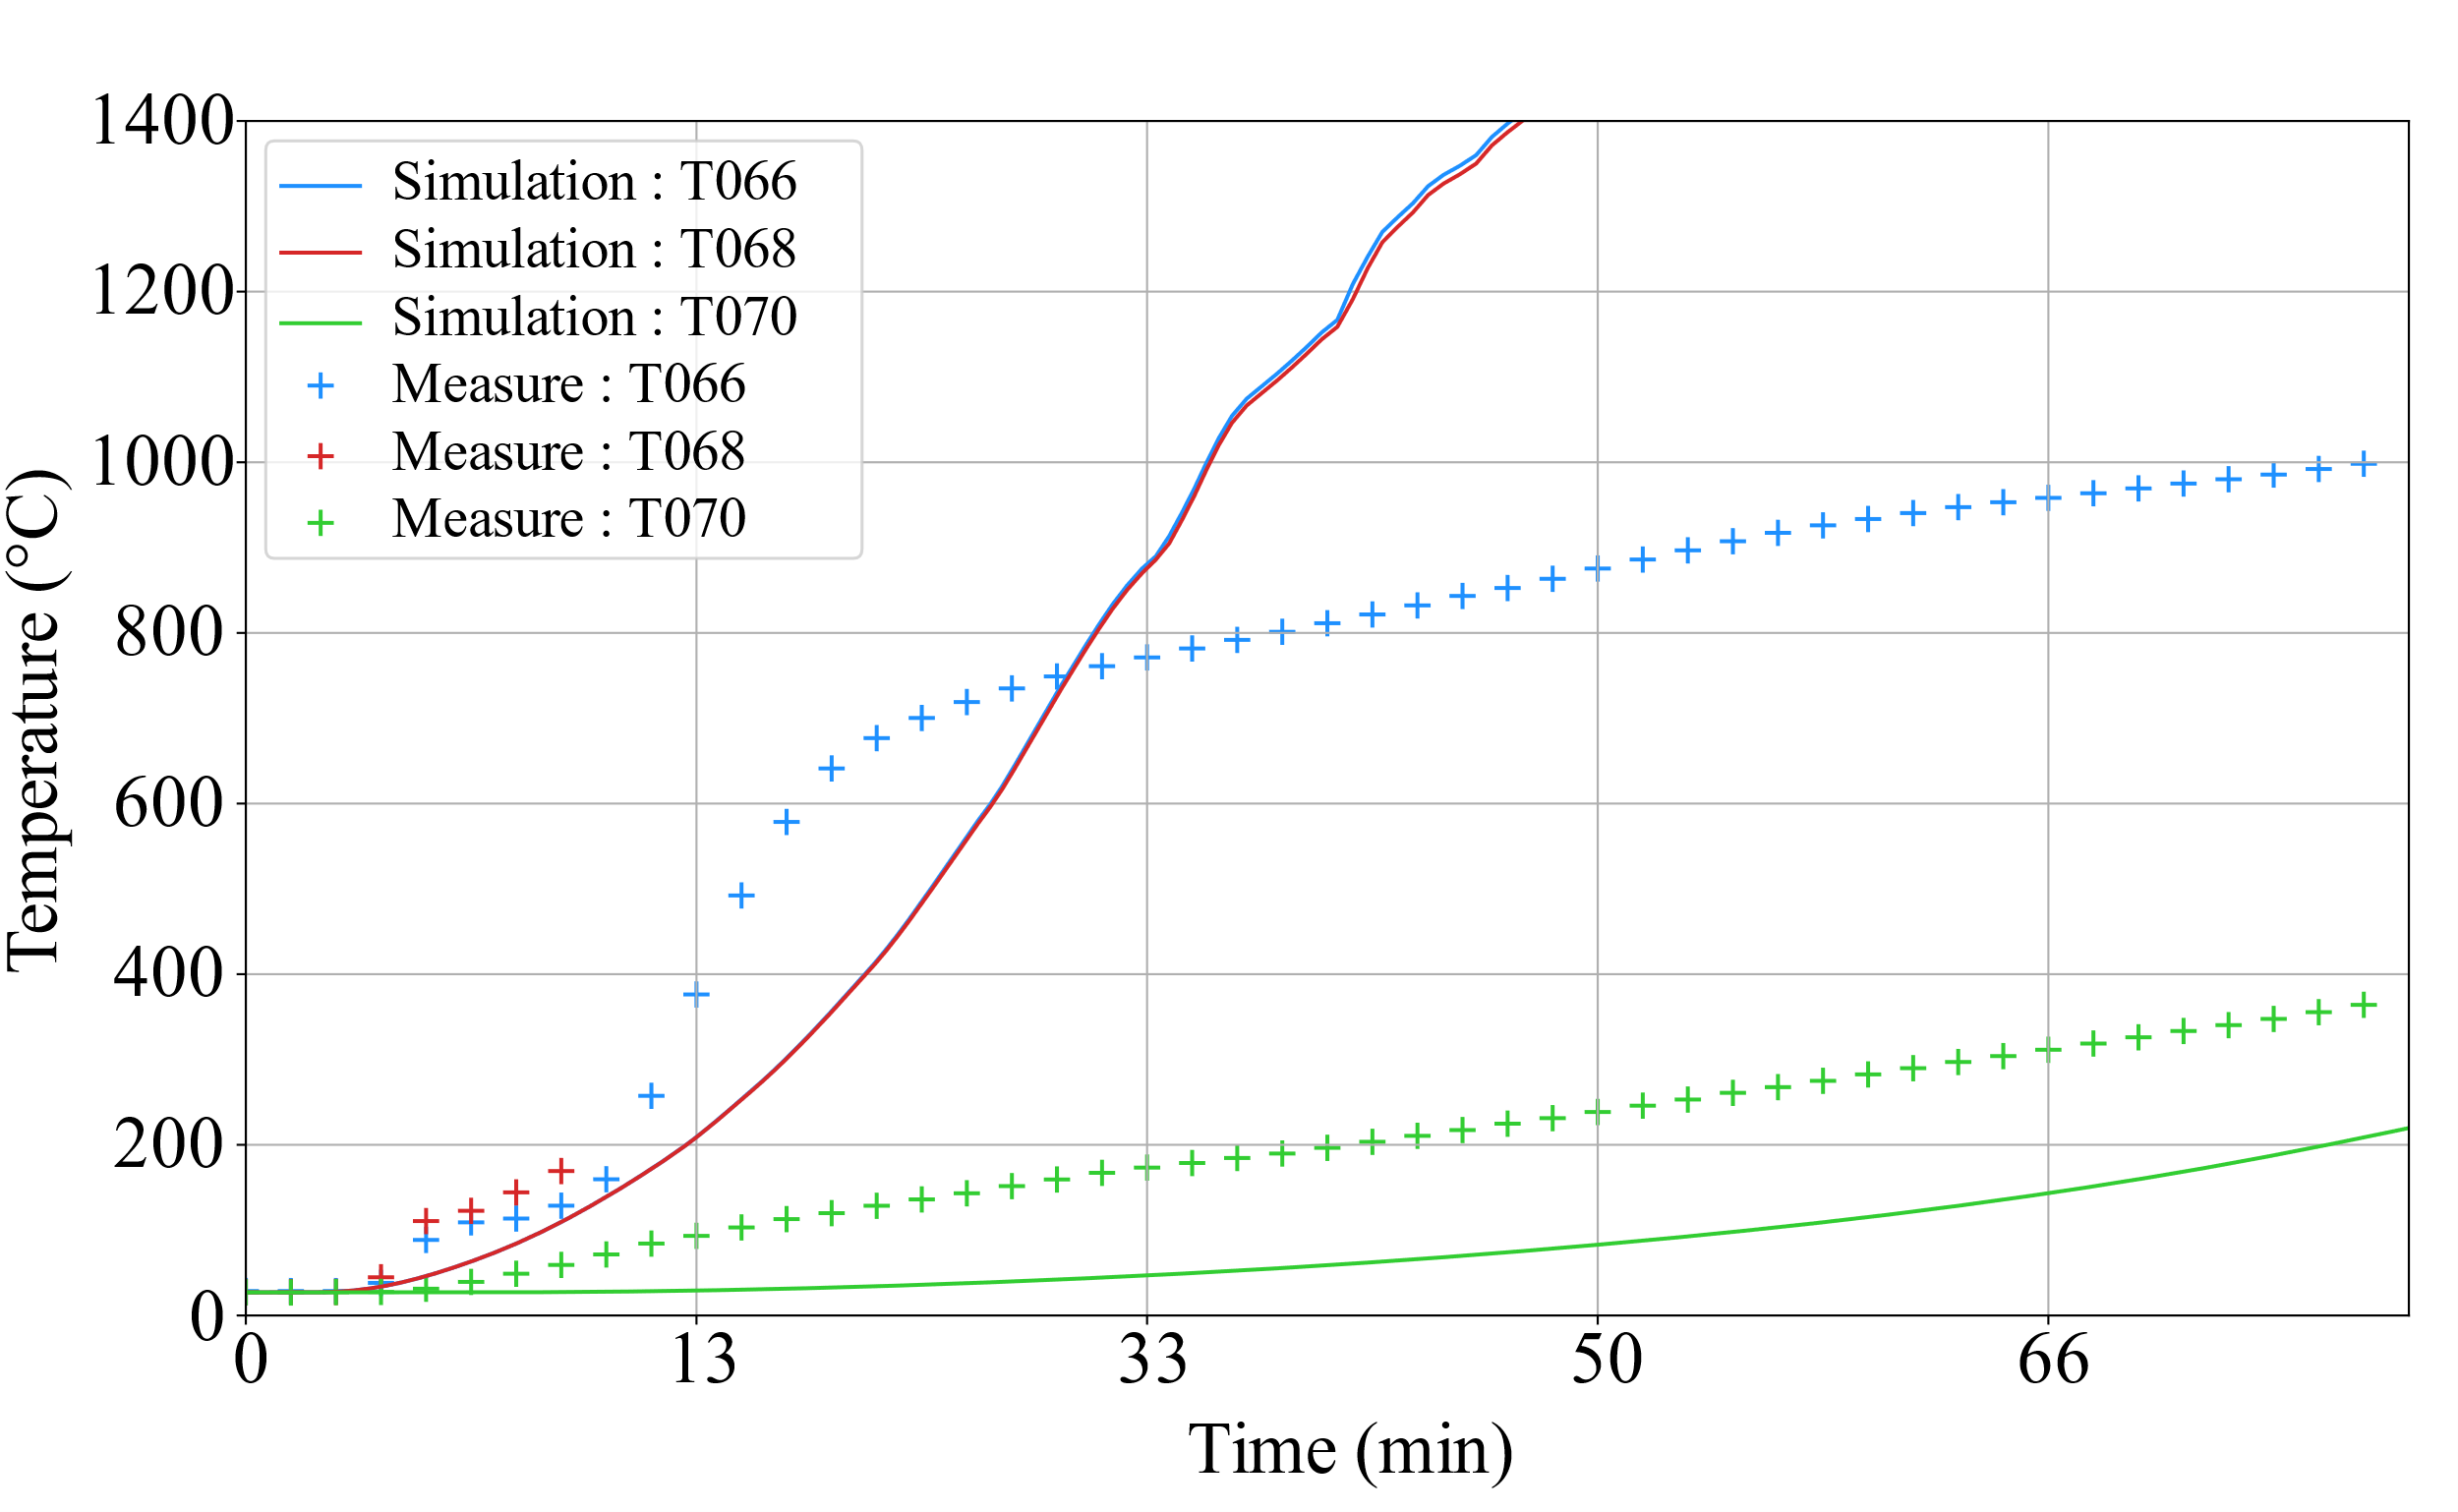 1400
1200
1000
800
600
400
200
0
Temperature (°C)
Simulation : T066
Simulation : T068
Simulation : T070
Measure : T066
Measure : T068
Measure : T070
0 13 33 50 66
Time (min)